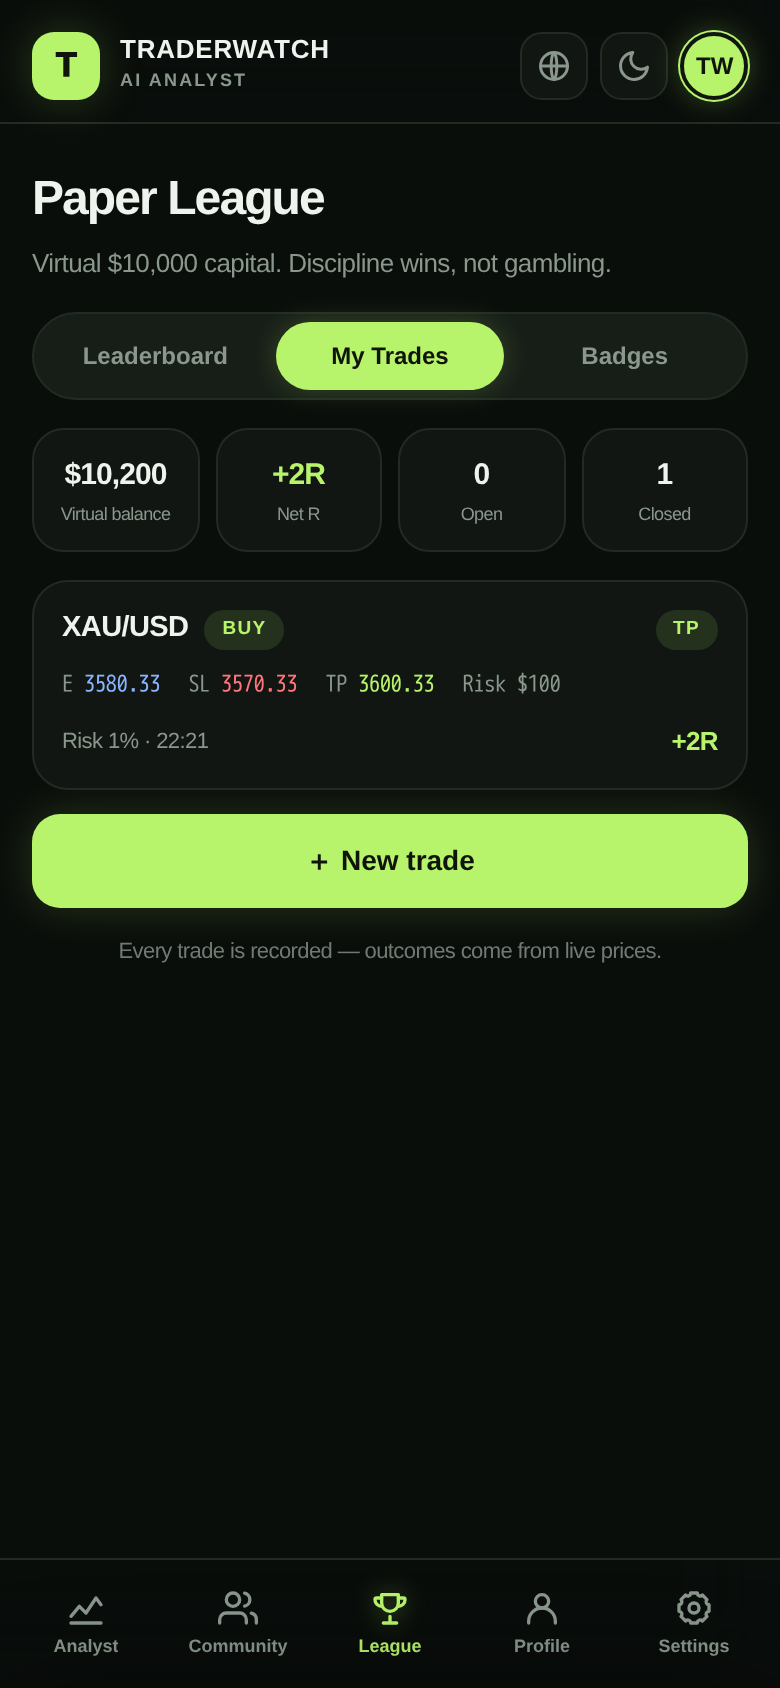 T
TRADERWATCH
AI ANALYST
TW
Paper League
Virtual $10,000 capital. Discipline wins, not gambling.
Leaderboard My Trades Badges
$10,200 +2R 0 1
Virtual balance Net R Open Closed
XAU/USD BUY TP
E 3580.33 SL 3570.33 TP 3600.33 Risk $100
Risk 1% · 22:21 +2R
+ New trade
Every trade is recorded — outcomes come from live prices.
Analyst Community League Profile Settings